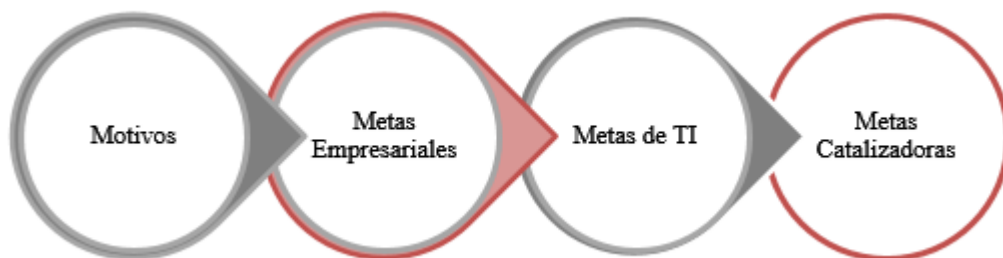 Motivos
Metas
Empresariales
Metas de TI
Metas
Catalizadoras